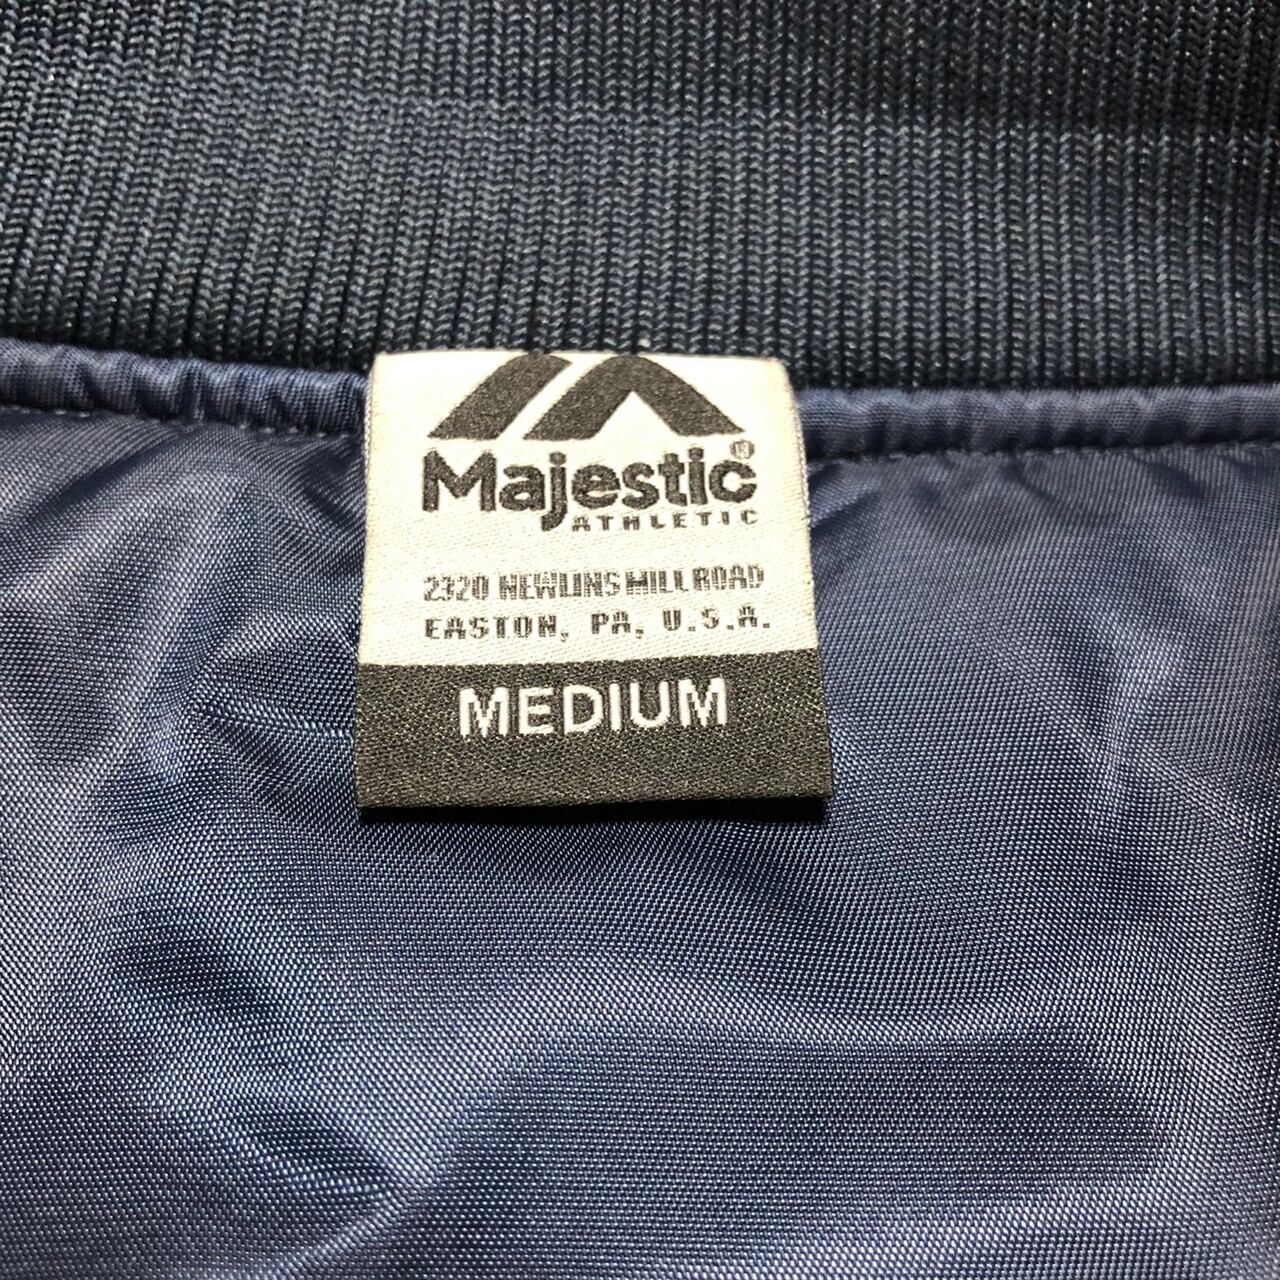 Majestic®
ATHLETIC
2320 NEWLINS MILL ROAD
EASTON, PA, U.S.A.
MEDIUM